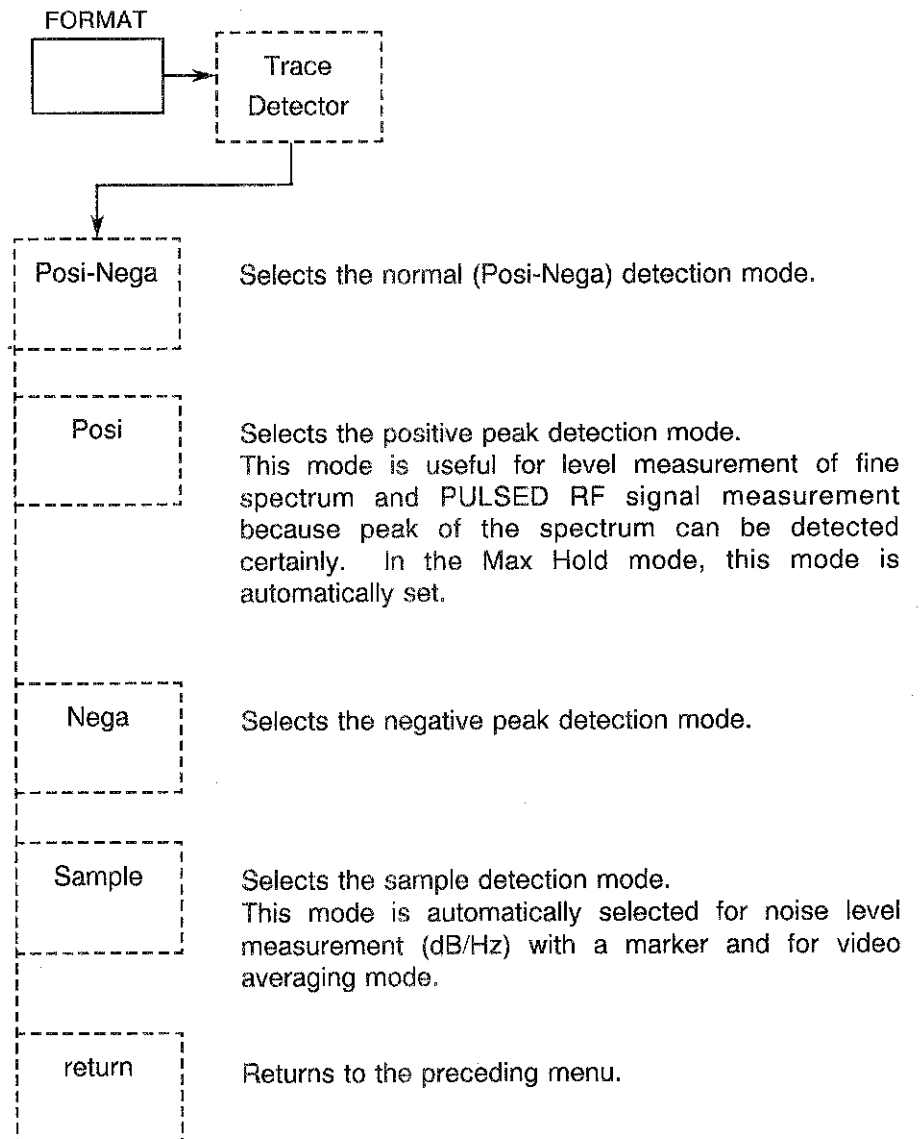 FORMAT
Trace
Detector
Posi-Nega
Selects the normal (Posi-Nega) detection mode.
Posi
Selects the positive peak detection mode.
This mode is useful for level measurement of fine
spectrum and PULSED RF signal measurement
because peak of the spectrum can be detected
certainly. In the Max Hold mode, this mode is
automatically set.
Nega
Selects the negative peak detection mode.
Sample
Selects the sample detection mode.
This mode is automatically selected for noise level
measurement (dB/Hz) with a marker and for video
averaging mode.
return
Returns to the preceding menu.